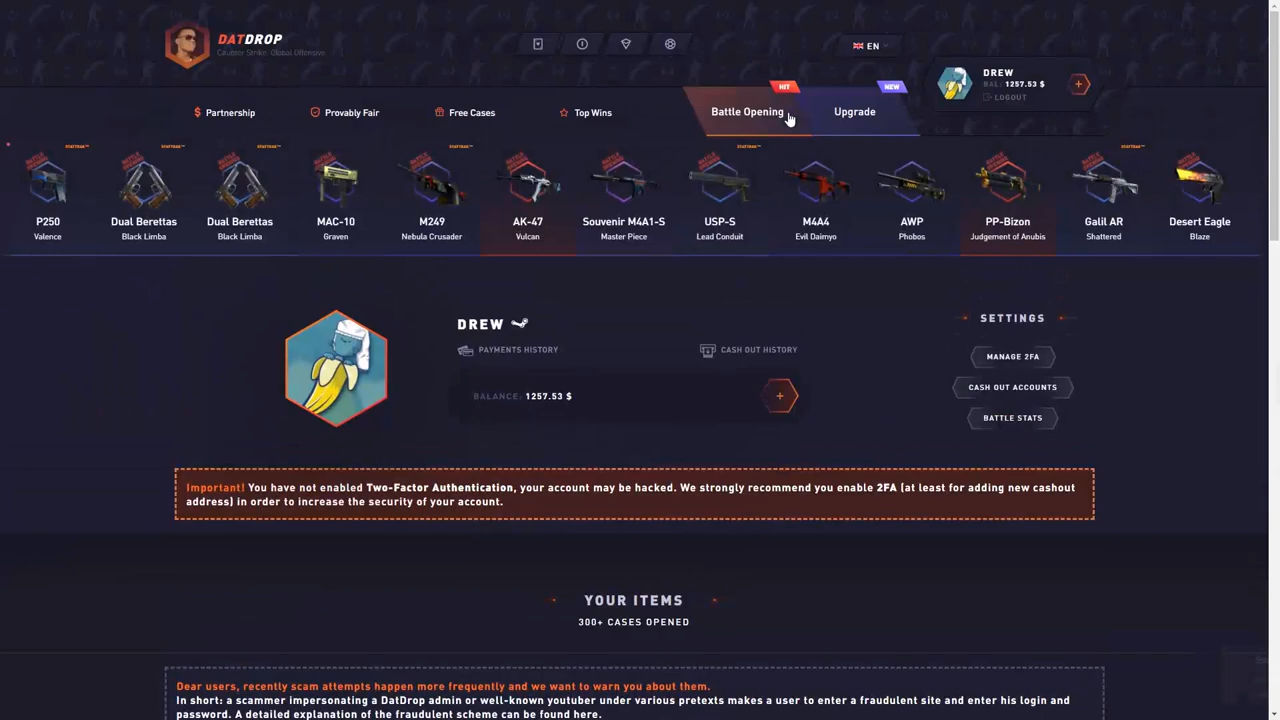 DATDROP
Counter Strike: Global Offensive
EN
DREW
BAL: 1257.53 $
LOGOUT
HIT
NEW
Partnership
Provably Fair
Free Cases
Top Wins
Battle Opening
Upgrade
P250
Valence
Dual Berettas
Black Limba
Dual Berettas
Black Limba
MAC-10
Graven
M249
Nebula Crusader
AK-47
Vulcan
Souvenir M4A1-S
Master Piece
USP-S
Lead Conduit
M4A4
Evil Daimyo
AWP
Phobos
PP-Bizon
Judgement of Anubis
Galil AR
Shattered
Desert Eagle
Blaze
DREW
PAYMENTS HISTORY
CASH OUT HISTORY
BALANCE: 1257.53 $
SETTINGS
MANAGE 2FA
CASH OUT ACCOUNTS
BATTLE STATS
Important! You have not enabled Two-Factor Authentication, your account may be hacked. We strongly recommend you enable 2FA (at least for adding new cashout
address) in order to increase the security of your account.
YOUR ITEMS
300+ CASES OPENED
Dear users, recently scam attempts happen more frequently and we want to warn you about them.
In short: a scammer impersonating a DatDrop admin or well-known youtuber under various pretexts makes a user to enter a fraudulent site and enter his login and
password. A detailed explanation of the fraudulent scheme can be found here.